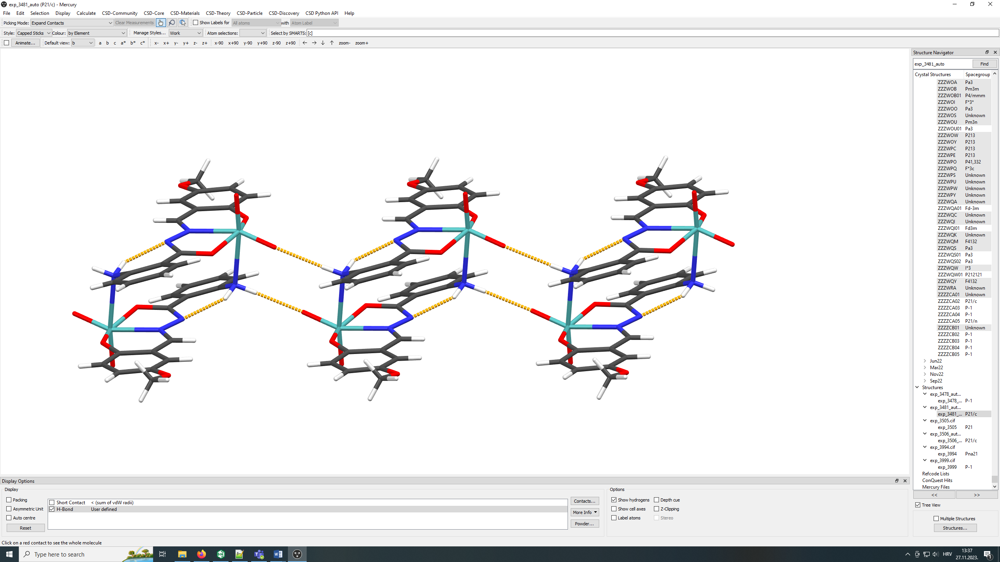 exp_3481_auto (P21/c) - Mercury
File Edit Selection Display Calculate CSD-Community CSD-Core CSD-Materials CSD-Theory CSD-Particle CSD-Discovery CSD Python API Help
Picking Mode: Expand Contacts Clear Measurements Show Labels for All atoms with Atom Label
Style: Capped Sticks Colour: by Element Manage Styles... Work Atom selections: Select by SMARTS: [c]
Animate... Default view: b a b c a* b* c* x- x+ y- y+ z- z+ x-90 x+90 y-90 y+90 z-90 z+90 ← → ↓ ↑ zoom- zoom+
Structure Navigator
exp_3481_auto Find
Crystal Structures Spacegroup
ZZZWOA Pa3
ZZZWOB Pm3m
ZZZWOB01 P4/mmm
ZZZWOI F*3*
ZZZWOO Pa3
ZZZWOS Unknown
ZZZWOU Pm3n
ZZZWOU01 Pa3
ZZZWOW P213
ZZZWOY P213
ZZZWPC P213
ZZZWPE P213
ZZZWPO P41,332
ZZZWPQ F*3c
ZZZWPS Unknown
ZZZWPU Unknown
ZZZWPW Unknown
ZZZWPY Unknown
ZZZWQA Unknown
ZZZWQA01 Fd-3m
ZZZWQC Unknown
ZZZWQI Unknown
ZZZWQI01 Fd3m
ZZZWQK Unknown
ZZZWQM F4132
ZZZWQS Pa3
ZZZWQS01 Pa3
ZZZWQS02 Pa3
ZZZWQW I*3
ZZZWQW01 P212121
ZZZWQY F4132
ZZZWRA Unknown
ZZZZCA01 Unknown
ZZZZCA02 P21/c
ZZZZCA03 P-1
ZZZZCA04 P-1
ZZZZCA05 P21/n
ZZZZCB01 Unknown
ZZZZCB02 P-1
ZZZZCB03 P-1
ZZZZCB04 P-1
ZZZZCB05 P-1
Jun22
Mar22
Nov22
Sep22
Structures
exp_3478_aut...
exp_3478_... P-1
exp_3481_aut...
exp_3481_... P21/c
exp_3505.cif
exp_3505 P21
exp_3506_aut...
exp_3506_... P21/c
exp_3994.cif
exp_3994 Pna21
exp_3999.cif
exp_3999 P-1
Refcode Lists
ConQuest Hits
Mercury Files
<< >>
Tree View
Multiple Structures
Structures...
Display Options
Display
Packing
Asymmetric Unit
Auto centre
Reset
Short Contact < (sum of vdW radii)
H-Bond User defined
Contacts...
More Info
Powder...
Options
Show hydrogens Depth cue
Show cell axes Z-Clipping
Label atoms Stereo
Click on a red contact to see the whole molecule
Type here to search
HRV
13:37
27.11.2023.
1